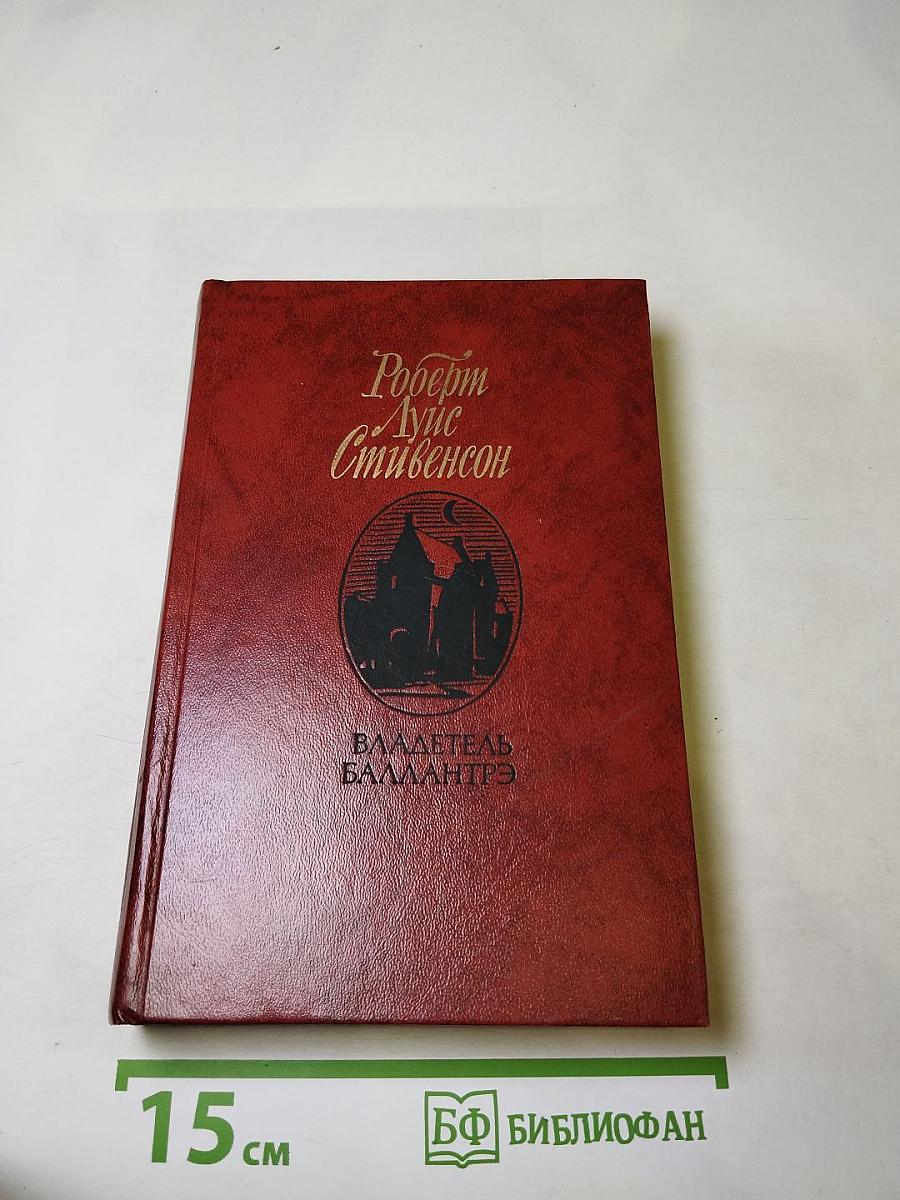 Роберт
Луис
Стивенсон
ВЛАДЕТЕЛЬ
БАЛЛАНТРЭ
15 см
БФ БИБЛИОФАН